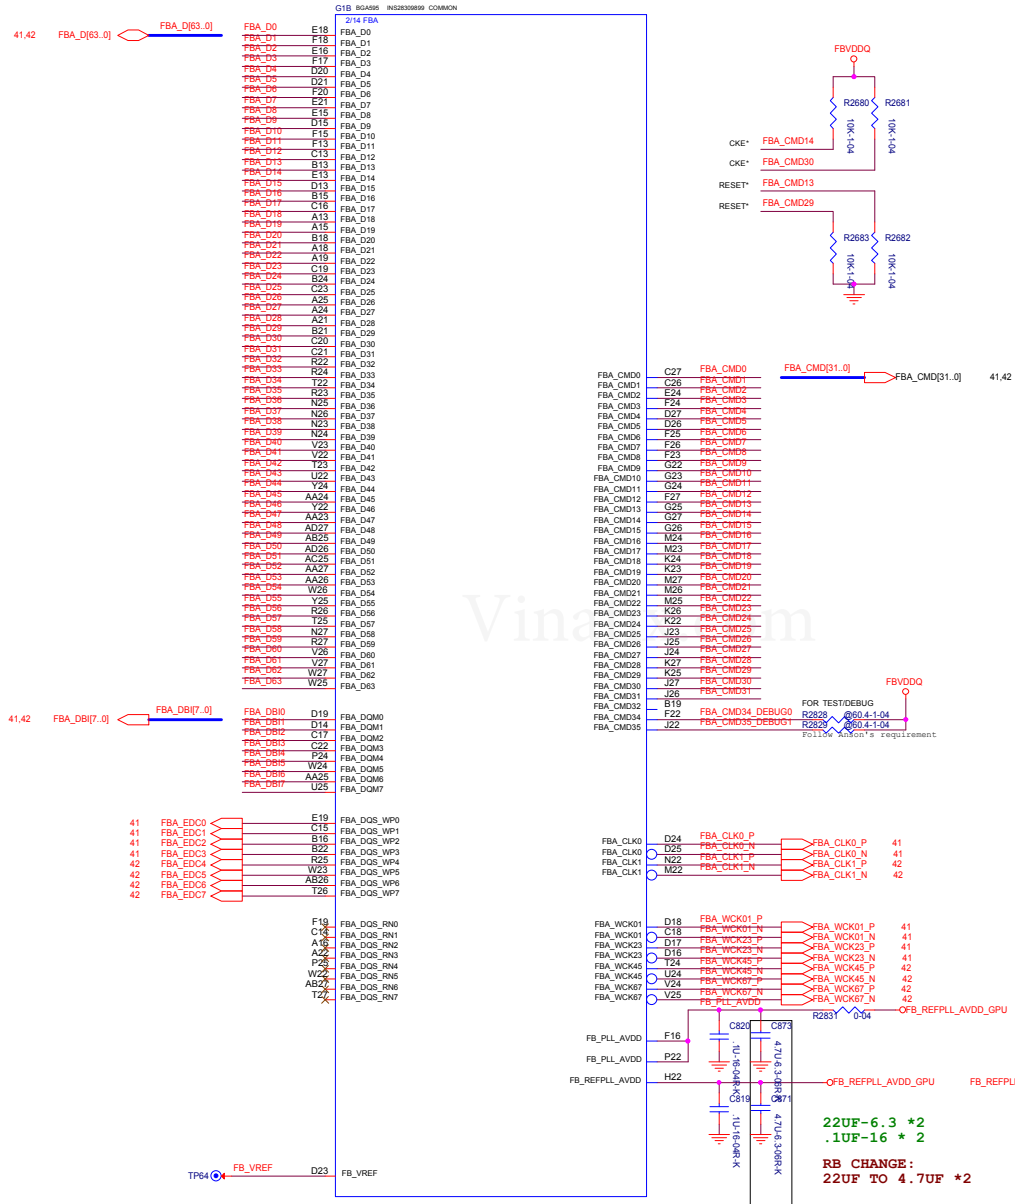 G1B BGA595 INS28309899 COMMON
2/14 FBA
41,42 FBA_D[63..0] FBA_D[63..0]
FBA_D0 E18 FBA_D0
FBA_D1 F18 FBA_D1
FBA_D2 E16 FBA_D2
FBA_D3 F17 FBA_D3
FBA_D4 D20 FBA_D4
FBA_D5 D21 FBA_D5
FBA_D6 F20 FBA_D6
FBA_D7 E21 FBA_D7
FBA_D8 E15 FBA_D8
FBA_D9 D15 FBA_D9
FBA_D10 F15 FBA_D10
FBA_D11 F13 FBA_D11
FBA_D12 C13 FBA_D12
FBA_D13 B13 FBA_D13
FBA_D14 E13 FBA_D14
FBA_D15 D13 FBA_D15
FBA_D16 B15 FBA_D16
FBA_D17 C16 FBA_D17
FBA_D18 A13 FBA_D18
FBA_D19 A15 FBA_D19
FBA_D20 B18 FBA_D20
FBA_D21 A18 FBA_D21
FBA_D22 A19 FBA_D22
FBA_D23 C19 FBA_D23
FBA_D24 B24 FBA_D24
FBA_D25 C23 FBA_D25
FBA_D26 A25 FBA_D26
FBA_D27 A24 FBA_D27
FBA_D28 A21 FBA_D28
FBA_D29 B21 FBA_D29
FBA_D30 C20 FBA_D30
FBA_D31 C21 FBA_D31
FBA_D32 R22 FBA_D32
FBA_D33 R24 FBA_D33
FBA_D34 T22 FBA_D34
FBA_D35 R23 FBA_D35
FBA_D36 N25 FBA_D36
FBA_D37 N26 FBA_D37
FBA_D38 N23 FBA_D38
FBA_D39 N24 FBA_D39
FBA_D40 V23 FBA_D40
FBA_D41 V22 FBA_D41
FBA_D42 T23 FBA_D42
FBA_D43 U22 FBA_D43
FBA_D44 Y24 FBA_D44
FBA_D45 AA24 FBA_D45
FBA_D46 Y22 FBA_D46
FBA_D47 AA23 FBA_D47
FBA_D48 AD27 FBA_D48
FBA_D49 AB25 FBA_D49
FBA_D50 AD26 FBA_D50
FBA_D51 AC25 FBA_D51
FBA_D52 AA27 FBA_D52
FBA_D53 AA26 FBA_D53
FBA_D54 W26 FBA_D54
FBA_D55 Y25 FBA_D55
FBA_D56 R26 FBA_D56
FBA_D57 T25 FBA_D57
FBA_D58 N27 FBA_D58
FBA_D59 R27 FBA_D59
FBA_D60 V26 FBA_D60
FBA_D61 V27 FBA_D61
FBA_D62 W27 FBA_D62
FBA_D63 W25 FBA_D63
41,42 FBA_DBI[7..0] FBA_DBI[7..0]
FBA_DBI0 D19 FBA_DQM0
FBA_DBI1 D14 FBA_DQM1
FBA_DBI2 C17 FBA_DQM2
FBA_DBI3 C22 FBA_DQM3
FBA_DBI4 P24 FBA_DQM4
FBA_DBI5 W24 FBA_DQM5
FBA_DBI6 AA25 FBA_DQM6
FBA_DBI7 U25 FBA_DQM7
41 FBA_EDC0 E19 FBA_DQS_WP0
41 FBA_EDC1 C15 FBA_DQS_WP1
41 FBA_EDC2 B16 FBA_DQS_WP2
41 FBA_EDC3 B22 FBA_DQS_WP3
42 FBA_EDC4 R25 FBA_DQS_WP4
42 FBA_EDC5 W23 FBA_DQS_WP5
42 FBA_EDC6 AB26 FBA_DQS_WP6
42 FBA_EDC7 T26 FBA_DQS_WP7
F19 FBA_DQS_RN0
C14 FBA_DQS_RN1
A16 FBA_DQS_RN2
A22 FBA_DQS_RN3
P25 FBA_DQS_RN4
W22 FBA_DQS_RN5
AB27 FBA_DQS_RN6
T27 FBA_DQS_RN7
TP64 FB_VREF D23 FB_VREF
FBVDDQ
R2680 R2681
10K-1-04 10K-1-04
CKE* FBA_CMD14
CKE* FBA_CMD30
RESET* FBA_CMD13
RESET* FBA_CMD29
R2683 R2682
10K-1-04 10K-1-04
FBA_CMD[31..0] FBA_CMD[31..0] 41,42
FBA_CMD0 C27 FBA_CMD0
FBA_CMD1 C26 FBA_CMD1
FBA_CMD2 E24 FBA_CMD2
FBA_CMD3 F24 FBA_CMD3
FBA_CMD4 D27 FBA_CMD4
FBA_CMD5 D26 FBA_CMD5
FBA_CMD6 F25 FBA_CMD6
FBA_CMD7 F26 FBA_CMD7
FBA_CMD8 F23 FBA_CMD8
FBA_CMD9 G22 FBA_CMD9
FBA_CMD10 G23 FBA_CMD10
FBA_CMD11 G24 FBA_CMD11
FBA_CMD12 F27 FBA_CMD12
FBA_CMD13 G25 FBA_CMD13
FBA_CMD14 G27 FBA_CMD14
FBA_CMD15 G26 FBA_CMD15
FBA_CMD16 M24 FBA_CMD16
FBA_CMD17 M23 FBA_CMD17
FBA_CMD18 K24 FBA_CMD18
FBA_CMD19 K23 FBA_CMD19
FBA_CMD20 M27 FBA_CMD20
FBA_CMD21 M26 FBA_CMD21
FBA_CMD22 M25 FBA_CMD22
FBA_CMD23 K26 FBA_CMD23
FBA_CMD24 K22 FBA_CMD24
FBA_CMD25 J23 FBA_CMD25
FBA_CMD26 J25 FBA_CMD26
FBA_CMD27 J24 FBA_CMD27
FBA_CMD28 K27 FBA_CMD28
FBA_CMD29 K25 FBA_CMD29
FBA_CMD30 J27 FBA_CMD30
FBA_CMD31 J26 FBA_CMD31
FBA_CMD32 B19
FBA_CMD34 F22 FBA_CMD34_DEBUG0
FBA_CMD35 J22 FBA_CMD35_DEBUG1
FBVDDQ
FOR TEST/DEBUG
R2828 @60.4-1-04
R2829 @60.4-1-04
Follow Anson's requirement
FBA_CLK0 D24 FBA_CLK0_P FBA_CLK0_P 41
FBA_CLK0 D25 FBA_CLK0_N FBA_CLK0_N 41
FBA_CLK1 N22 FBA_CLK1_P FBA_CLK1_P 42
FBA_CLK1 M22 FBA_CLK1_N FBA_CLK1_N 42
FBA_WCK01 D18 FBA_WCK01_P FBA_WCK01_P 41
FBA_WCK01 C18 FBA_WCK01_N FBA_WCK01_N 41
FBA_WCK23 D17 FBA_WCK23_P FBA_WCK23_P 41
FBA_WCK23 D16 FBA_WCK23_N FBA_WCK23_N 41
FBA_WCK45 T24 FBA_WCK45_P FBA_WCK45_P 42
FBA_WCK45 U24 FBA_WCK45_N FBA_WCK45_N 42
FBA_WCK67 V24 FBA_WCK67_P FBA_WCK67_P 42
FBA_WCK67 V25 FBA_WCK67_N FBA_WCK67_N 42
FB_PLL_AVDD
R2831 0-04 FB_REFPLL_AVDD_GPU
FB_PLL_AVDD F16
FB_PLL_AVDD P22
C820 C873
.1U-16-04R-K 4.7U-6.3-06R-K
FB_REFPLL_AVDD H22 FB_REFPLL_AVDD_GPU FB_REFPL
C819 C871
.1U-16-04R-K 4.7U-6.3-06R-K
22UF-6.3 *2
.1UF-16 * 2
RB CHANGE:
22UF TO 4.7UF *2